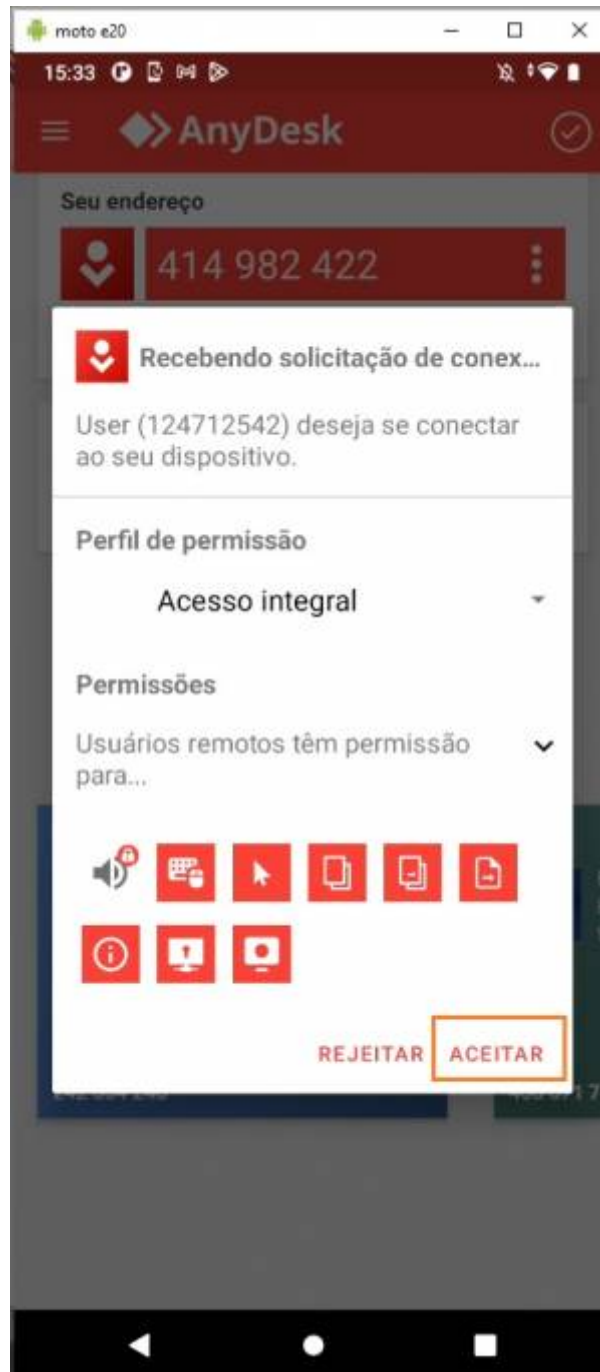 moto e20
15:33
AnyDesk
Seu endereço
414 982 422
Recebendo solicitação de conex...
User (124712542) deseja se conectar
ao seu dispositivo.
Perfil de permissão
Acesso integral
Permissões
Usuários remotos têm permissão
para...
REJEITAR ACEITAR